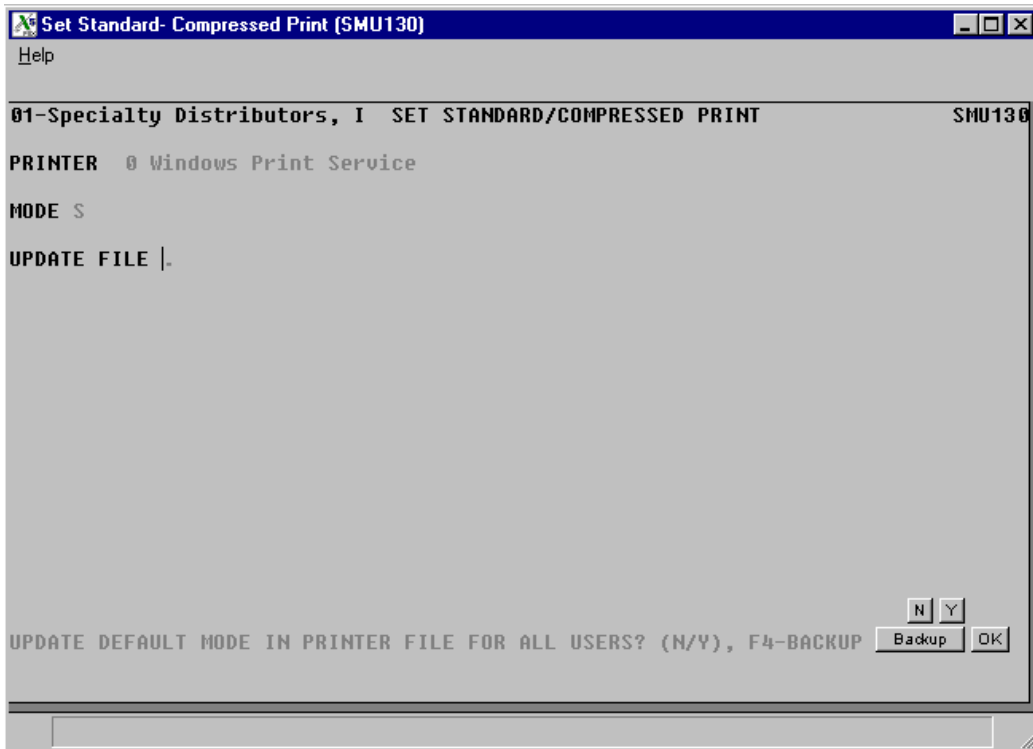 Set Standard- Compressed Print (SMU130)
Help
01-Specialty Distributors, I SET STANDARD/COMPRESSED PRINT SMU130
PRINTER 0 Windows Print Service
MODE S
UPDATE FILE .
N Y
UPDATE DEFAULT MODE IN PRINTER FILE FOR ALL USERS? (N/Y), F4-BACKUP Backup OK